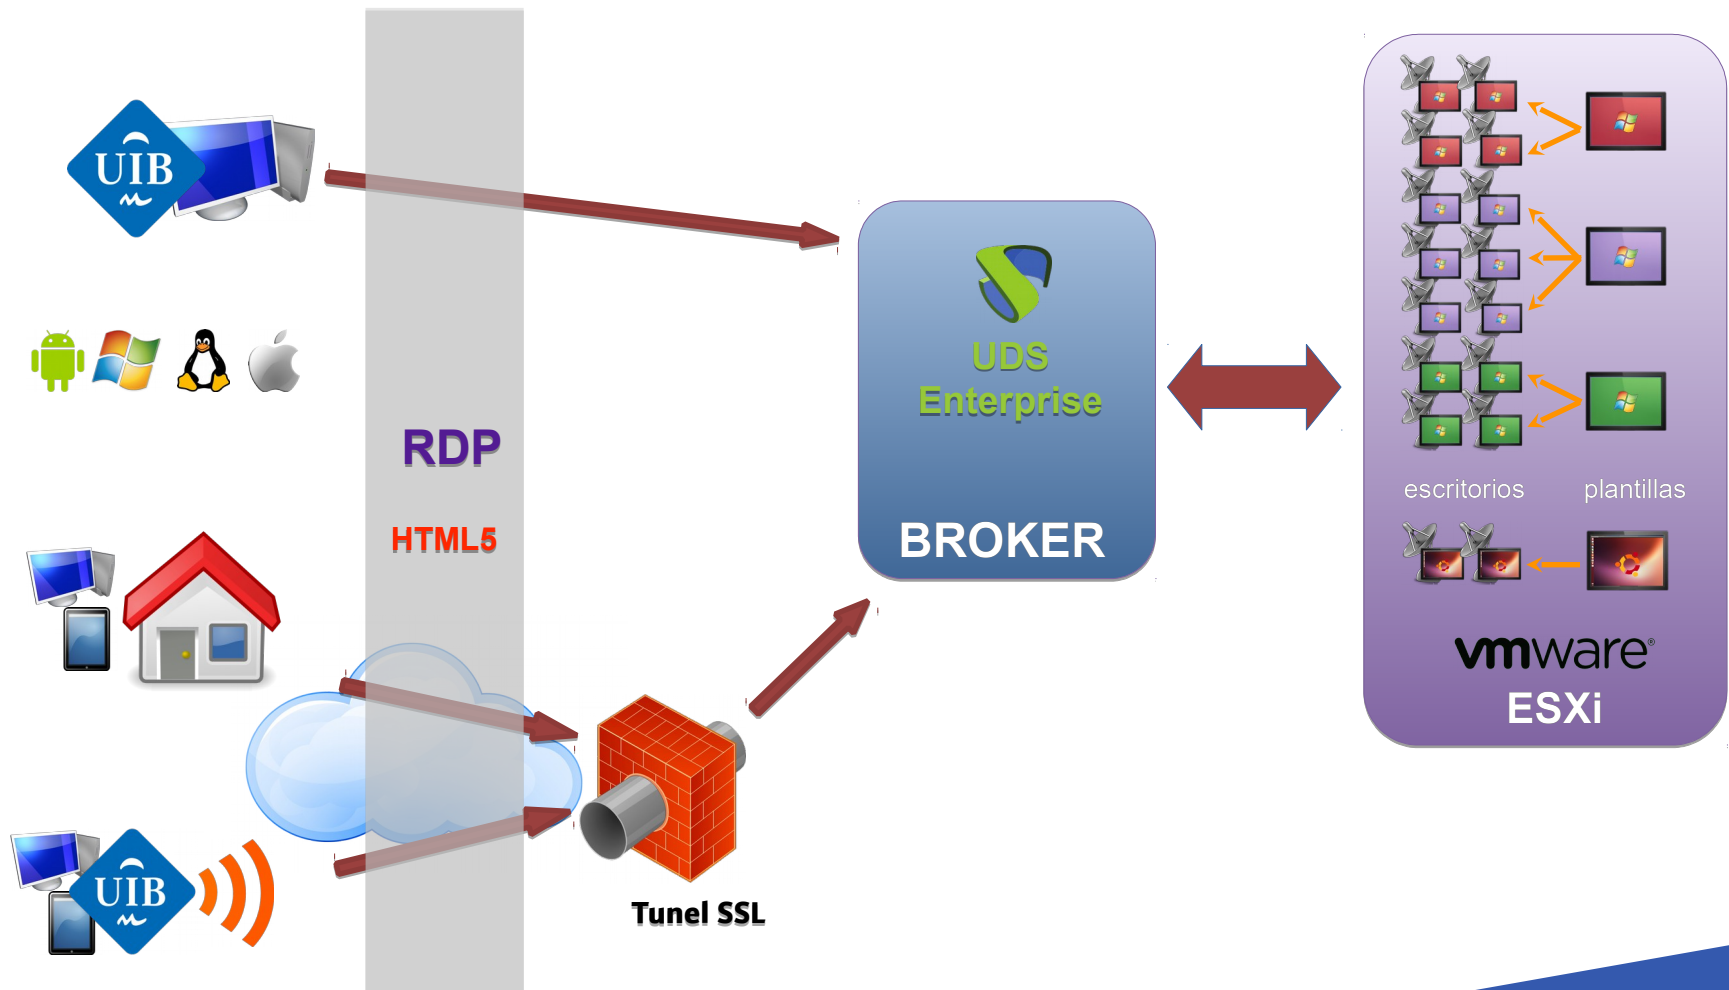 UIB
RDP
HTML5
UIB
Tunel SSL
UDS
Enterprise
BROKER
escritorios
plantillas
vmware®
ESXi